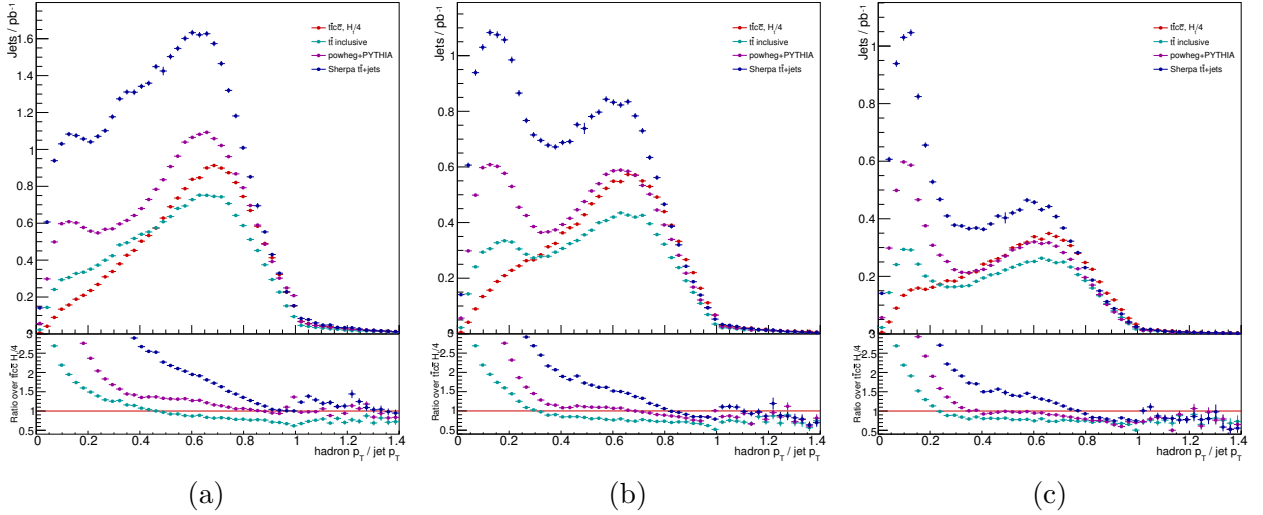 Jets / pb⁻¹
1.6
1.4
1.2
1
0.8
0.6
0.4
0.2
tt̄cc̄, H_T/4
tt̄ inclusive
powheg+PYTHIA
Sherpa tt̄+jets
Ratio over tt̄cc̄ H_T/4
3
2.5
2
1.5
1
0.5
0 0.2 0.4 0.6 0.8 1.0 1.2 1.4
hadron p_T / jet p_T
(a)
Jets / pb⁻¹
1
0.8
0.6
0.4
0.2
tt̄cc̄, H_T/4
tt̄ inclusive
powheg+PYTHIA
Sherpa tt̄+jets
Ratio over tt̄cc̄ H_T/4
3
2.5
2
1.5
1
0.5
0 0.2 0.4 0.6 0.8 1.0 1.2 1.4
hadron p_T / jet p_T
(b)
Jets / pb⁻¹
1
0.8
0.6
0.4
0.2
tt̄cc̄, H_T/4
tt̄ inclusive
powheg+PYTHIA
Sherpa tt̄+jets
Ratio over tt̄cc̄ H_T/4
3
2.5
2
1.5
1
0.5
0 0.2 0.4 0.6 0.8 1.0 1.2 1.4
hadron p_T / jet p_T
(c)